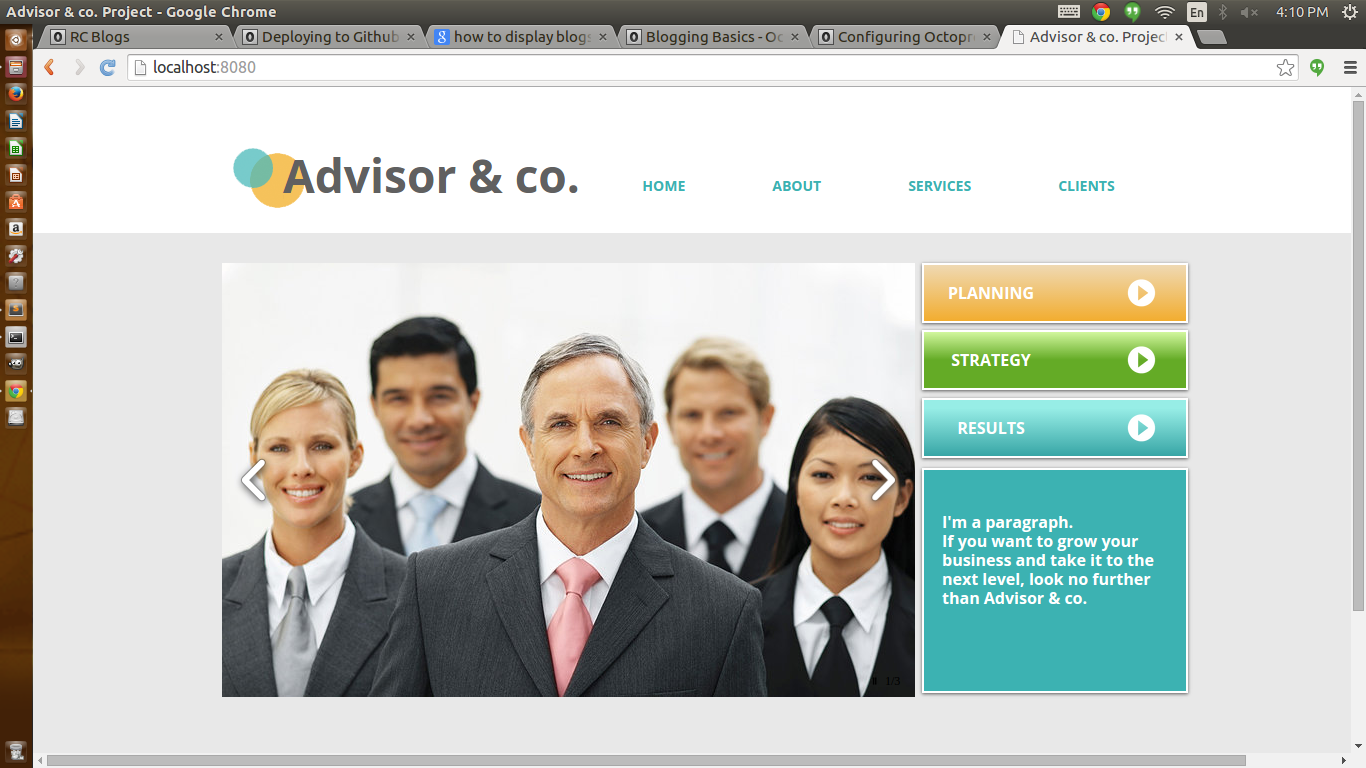 Advisor & co. Project - Google Chrome
En
4:10 PM
RC Blogs
Deploying to Github
how to display blogs
Blogging Basics - Oc
Configuring Octopre
Advisor & co. Projec
localhost:8080
Advisor & co.
HOME
ABOUT
SERVICES
CLIENTS
PLANNING
STRATEGY
RESULTS
I'm a paragraph.
If you want to grow your
business and take it to the
next level, look no further
than Advisor & co.
1/3